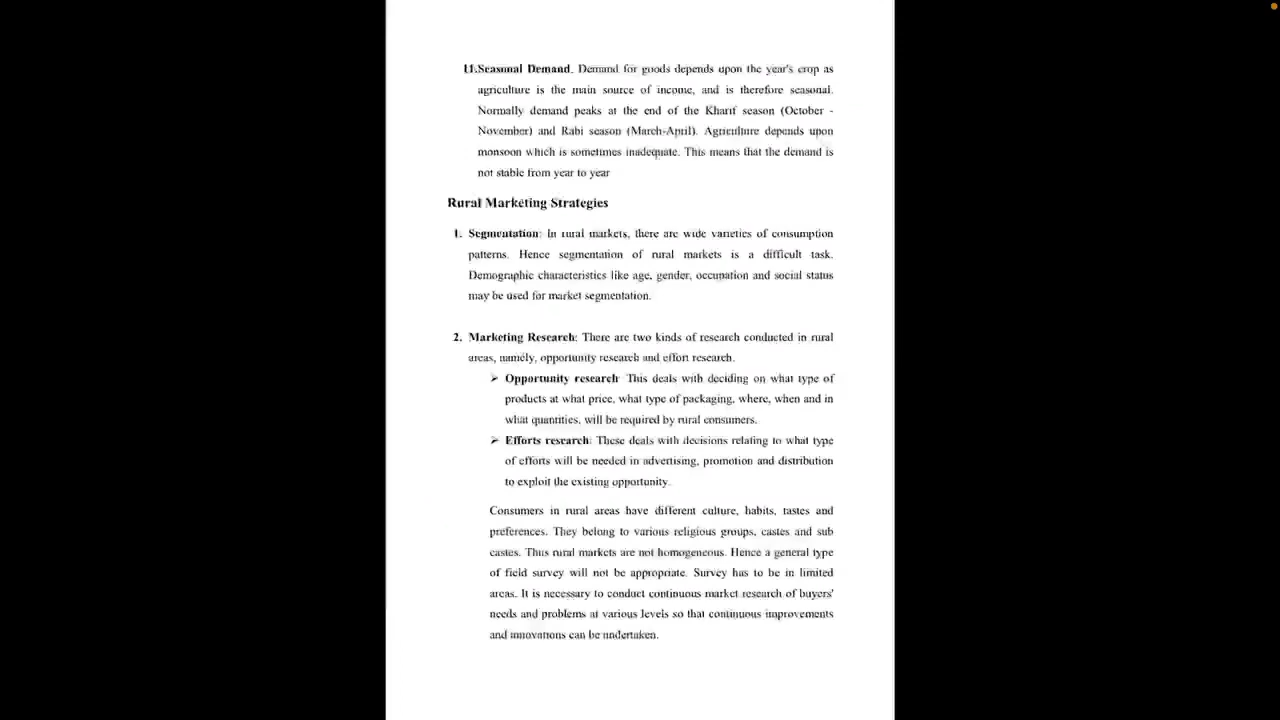 11.Seasonal Demand. Demand for goods depends upon the year's crop as
agriculture is the main source of income, and is therefore seasonal.
Normally demand peaks at the end of the Kharif season (October -
November) and Rabi season (March-April). Agriculture depends upon
monsoon which is sometimes inadequate. This means that the demand is
not stable from year to year
Rural Marketing Strategies
1. Segmentation: In rural markets, there are wide varieties of consumption
patterns. Hence segmentation of rural markets is a difficult task.
Demographic characteristics like age, gender, occupation and social status
may be used for market segmentation.
2. Marketing Research: There are two kinds of research conducted in rural
areas, namely, opportunity research and effort research.
➢ Opportunity research: This deals with deciding on what type of
products at what price, what type of packaging, where, when and in
what quantities, will be required by rural consumers.
➢ Efforts research: These deals with decisions relating to what type
of efforts will be needed in advertising, promotion and distribution
to exploit the existing opportunity.
Consumers in rural areas have different culture, habits, tastes and
preferences. They belong to various religious groups, castes and sub
castes. Thus rural markets are not homogeneous. Hence a general type
of field survey will not be appropriate. Survey has to be in limited
areas. It is necessary to conduct continuous market research of buyers'
needs and problems at various levels so that continuous improvements
and innovations can be undertaken.